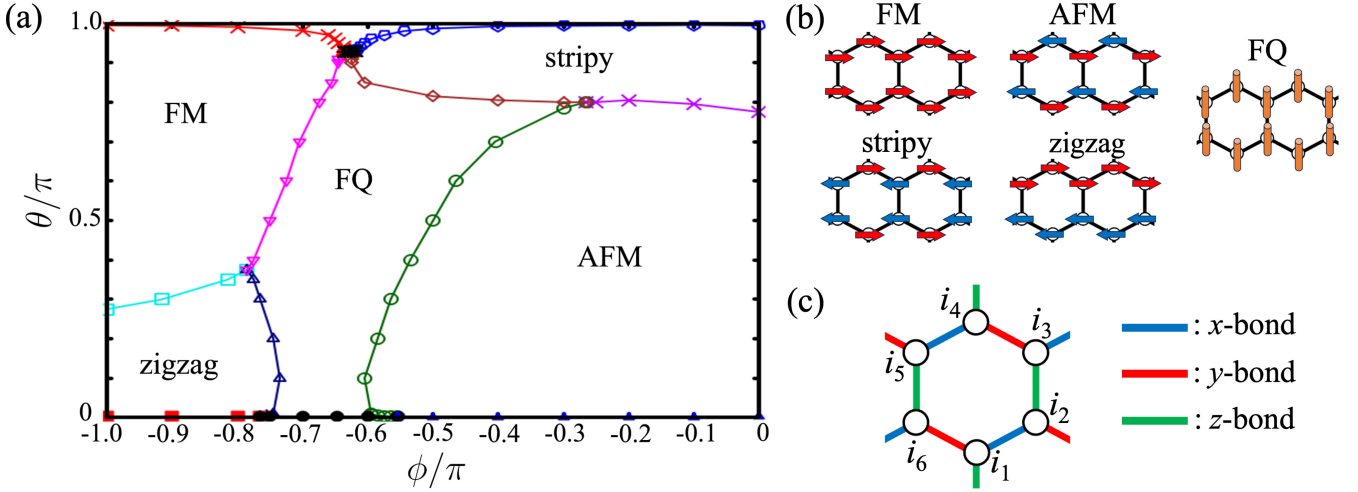 (a)
θ/π
1.0
0.5
0
FM
stripy
FQ
AFM
zigzag
-1.0 -0.9 -0.8 -0.7 -0.6 -0.5 -0.4 -0.3 -0.2 -0.1 0
ϕ/π
(b)
FM AFM FQ
stripy zigzag
(c)
i4
i3
i5
i2
i6
i1
: x-bond
: y-bond
: z-bond